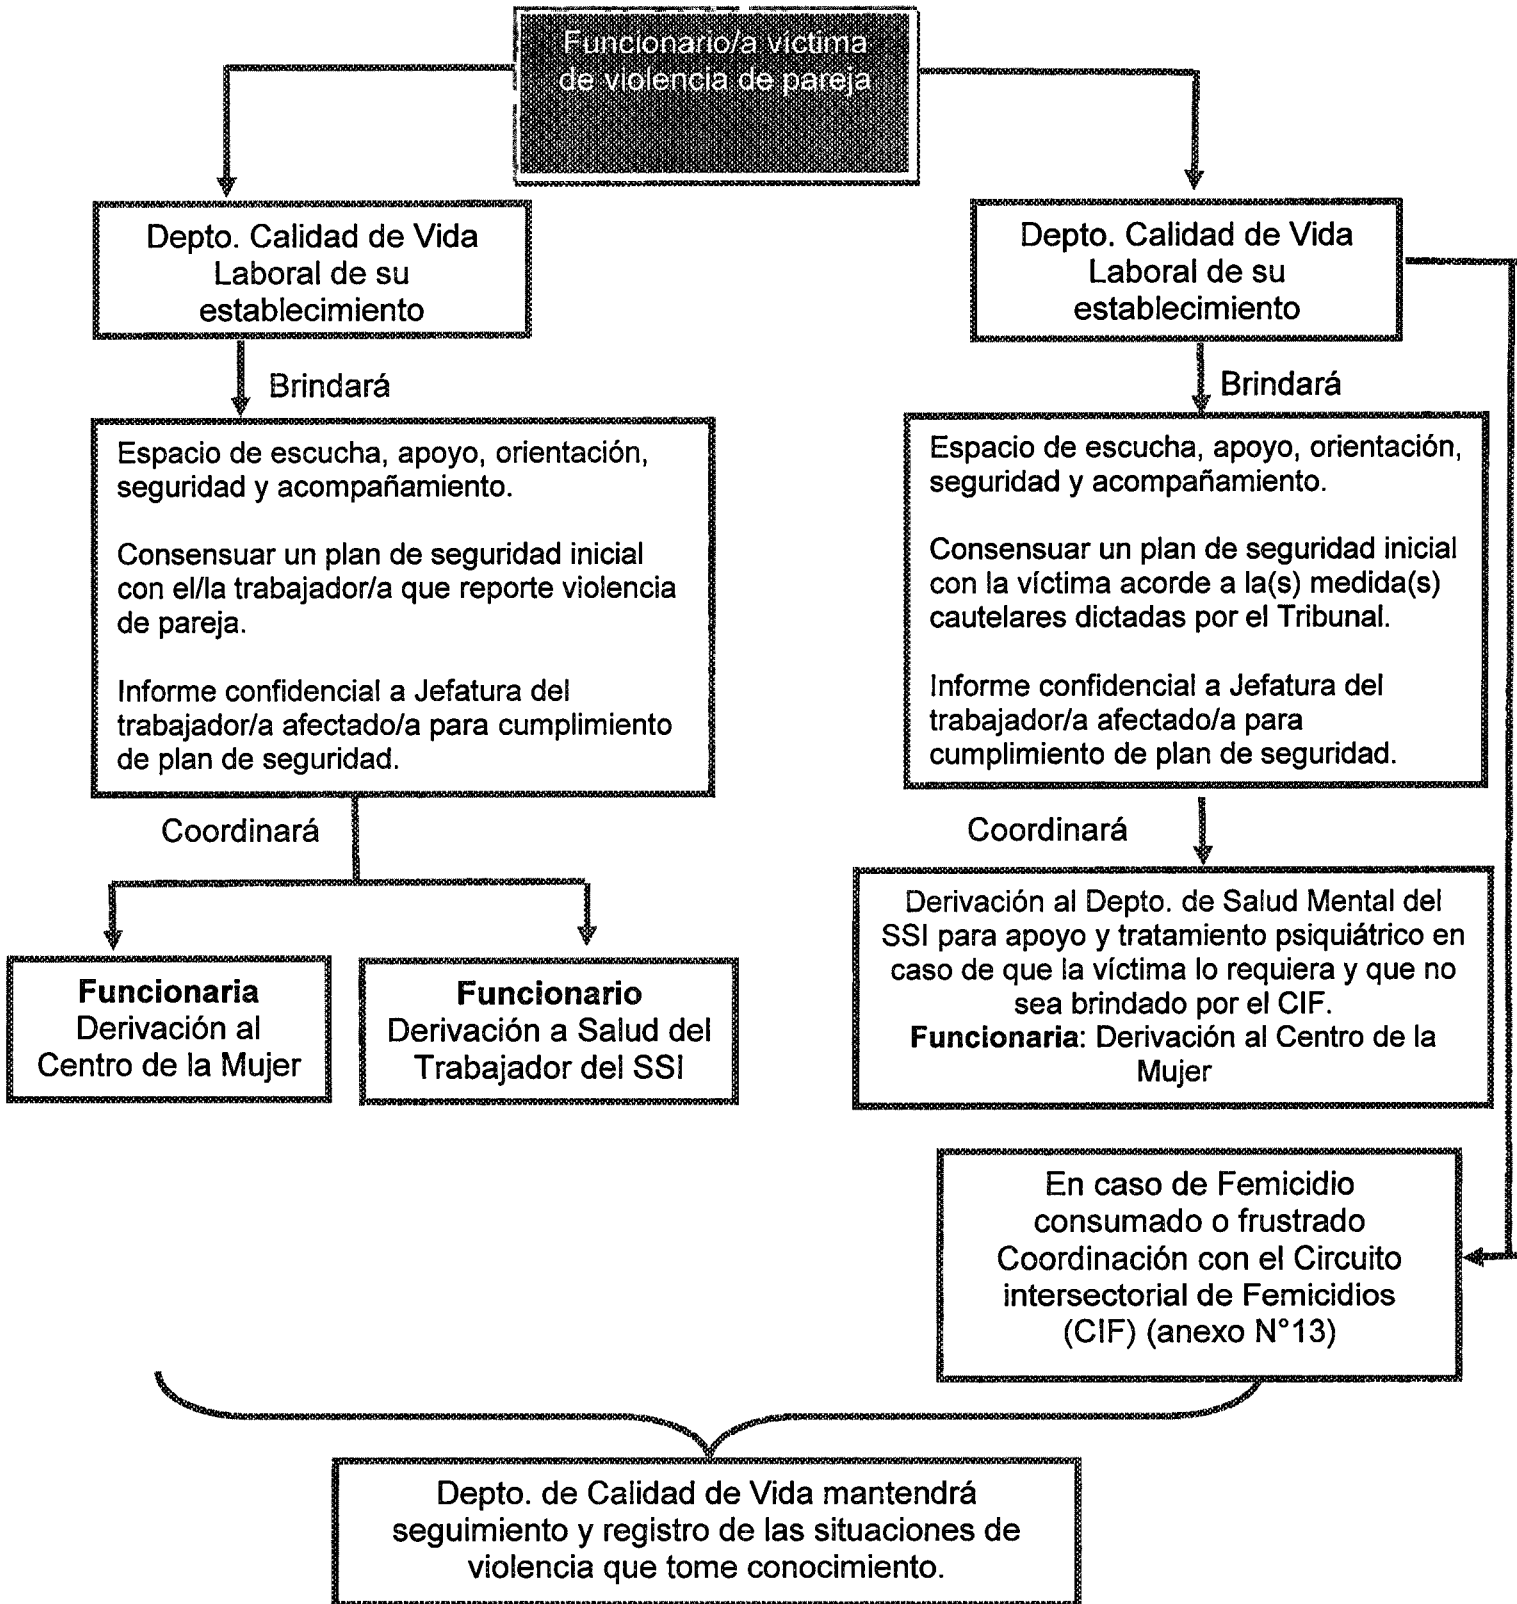 Funcionario/a víctima
de violencia de pareja
Depto. Calidad de Vida
Laboral de su
establecimiento
Brindará
Espacio de escucha, apoyo, orientación,
seguridad y acompañamiento.
Consensuar un plan de seguridad inicial
con el/la trabajador/a que reporte violencia
de pareja.
Informe confidencial a Jefatura del
trabajador/a afectado/a para cumplimiento
de plan de seguridad.
Coordinará
Funcionaria
Derivación al
Centro de la Mujer
Funcionario
Derivación a Salud del
Trabajador del SSI
Depto. Calidad de Vida
Laboral de su
establecimiento
Brindará
Espacio de escucha, apoyo, orientación,
seguridad y acompañamiento.
Consensuar un plan de seguridad inicial
con la víctima acorde a la(s) medida(s)
cautelares dictadas por el Tribunal.
Informe confidencial a Jefatura del
trabajador/a afectado/a para
cumplimiento de plan de seguridad.
Coordinará
Derivación al Depto. de Salud Mental del
SSI para apoyo y tratamiento psiquiátrico en
caso de que la víctima lo requiera y que no
sea brindado por el CIF.
Funcionaria: Derivación al Centro de la
Mujer
En caso de Femicidio
consumado o frustrado
Coordinación con el Circuito
intersectorial de Femicidios
(CIF) (anexo N°13)
Depto. de Calidad de Vida mantendrá
seguimiento y registro de las situaciones de
violencia que tome conocimiento.